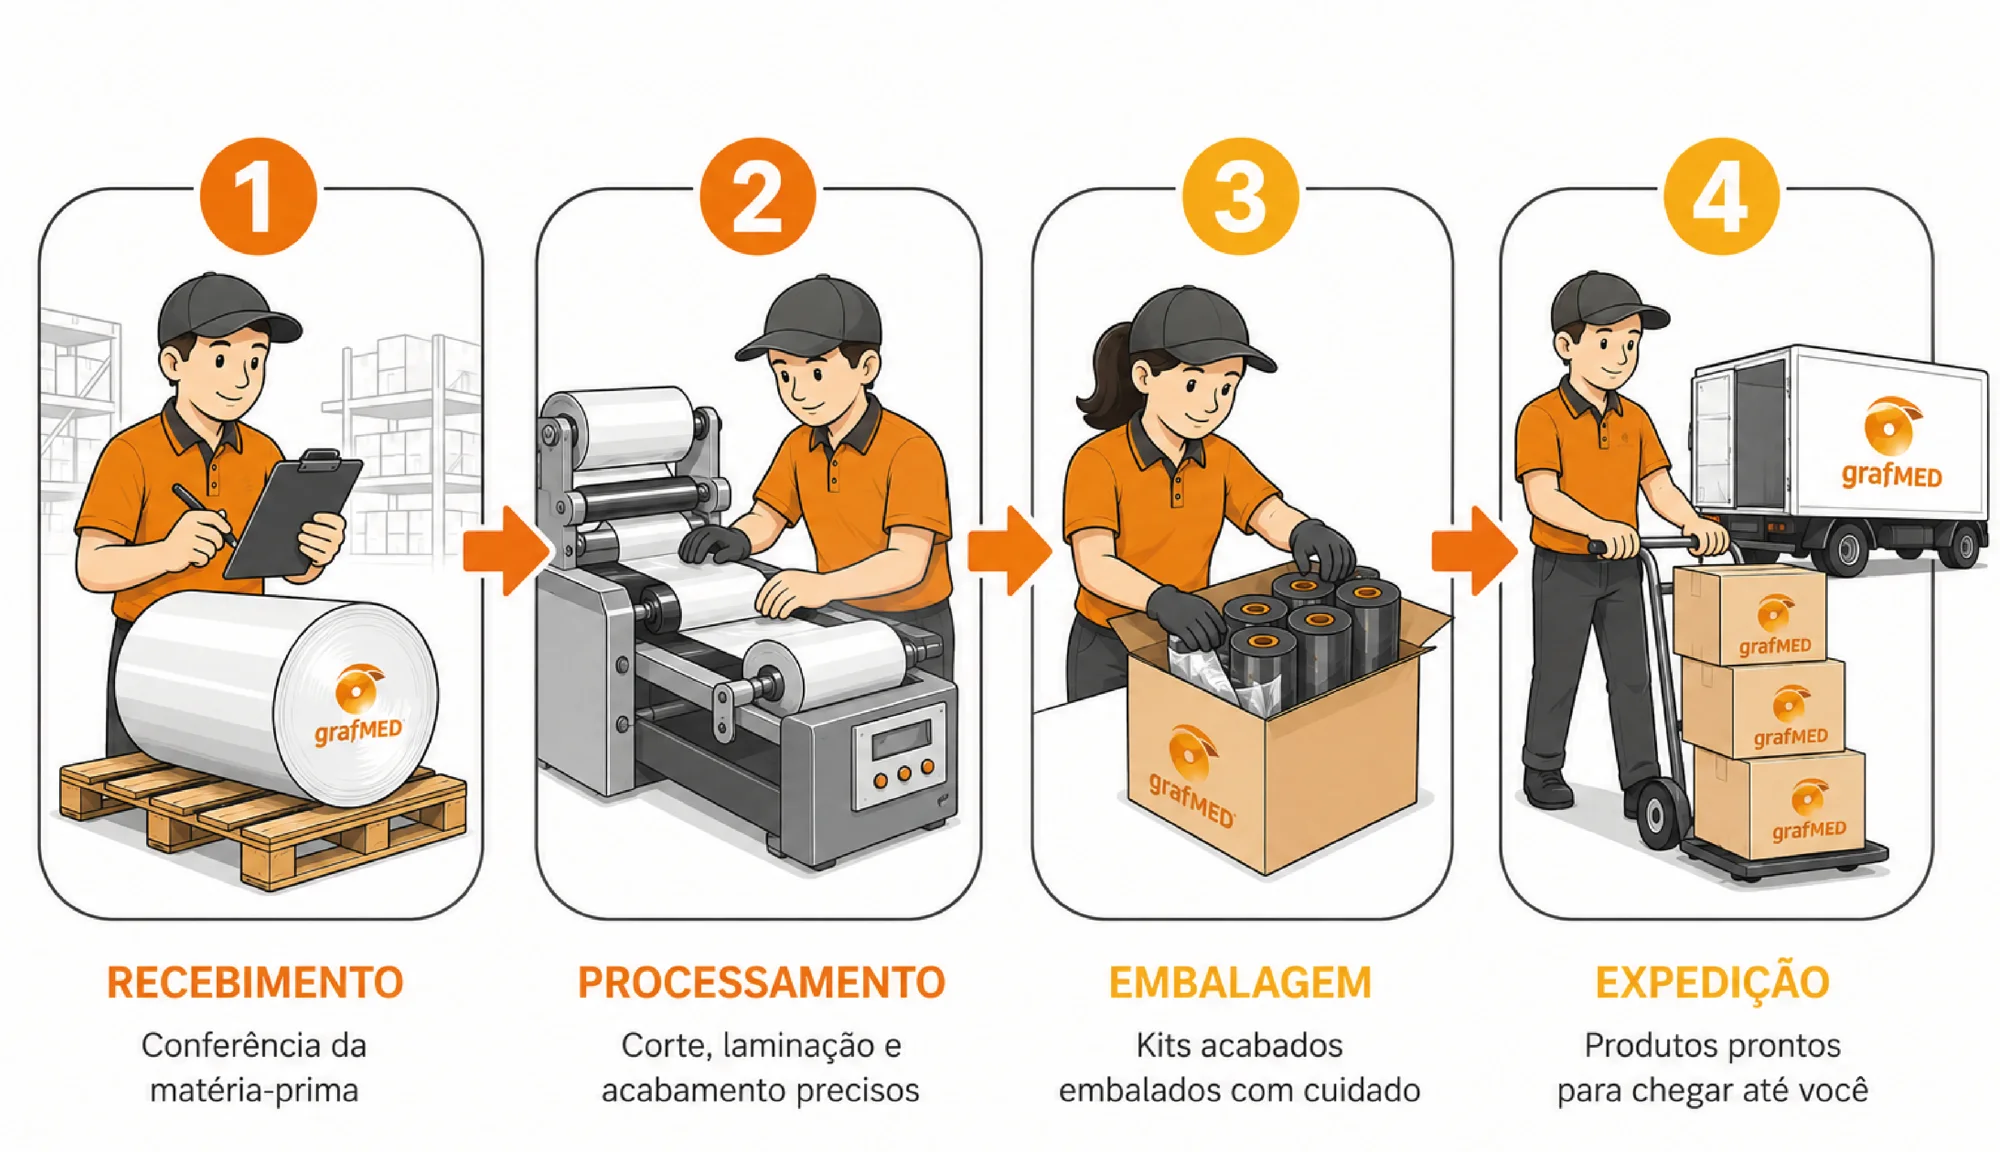 1
2
3
4
grafMED
grafMED
grafMED
grafMED
grafMED
grafMED
RECEBIMENTO
Conferência da
matéria-prima
PROCESSAMENTO
Corte, laminação e
acabamento precisos
EMBALAGEM
Kits acabados
embalados com cuidado
EXPEDIÇÃO
Produtos prontos
para chegar até você